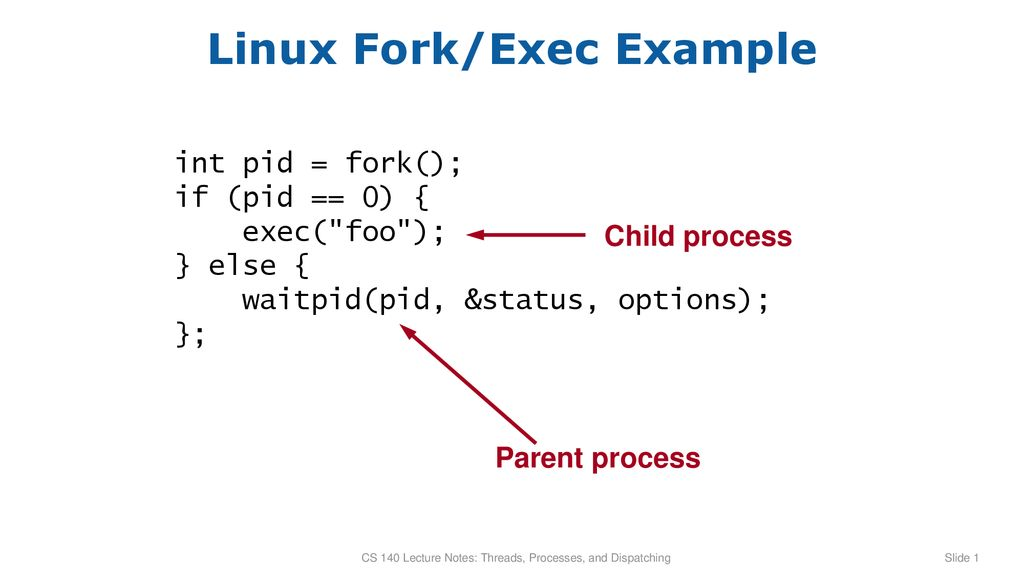 Linux Fork/Exec Example
int pid = fork();
if (pid == 0) {
    exec("foo");
Child process
} else {
    waitpid(pid, &status, options);
};
Parent process
CS 140 Lecture Notes: Threads, Processes, and Dispatching
Slide 1